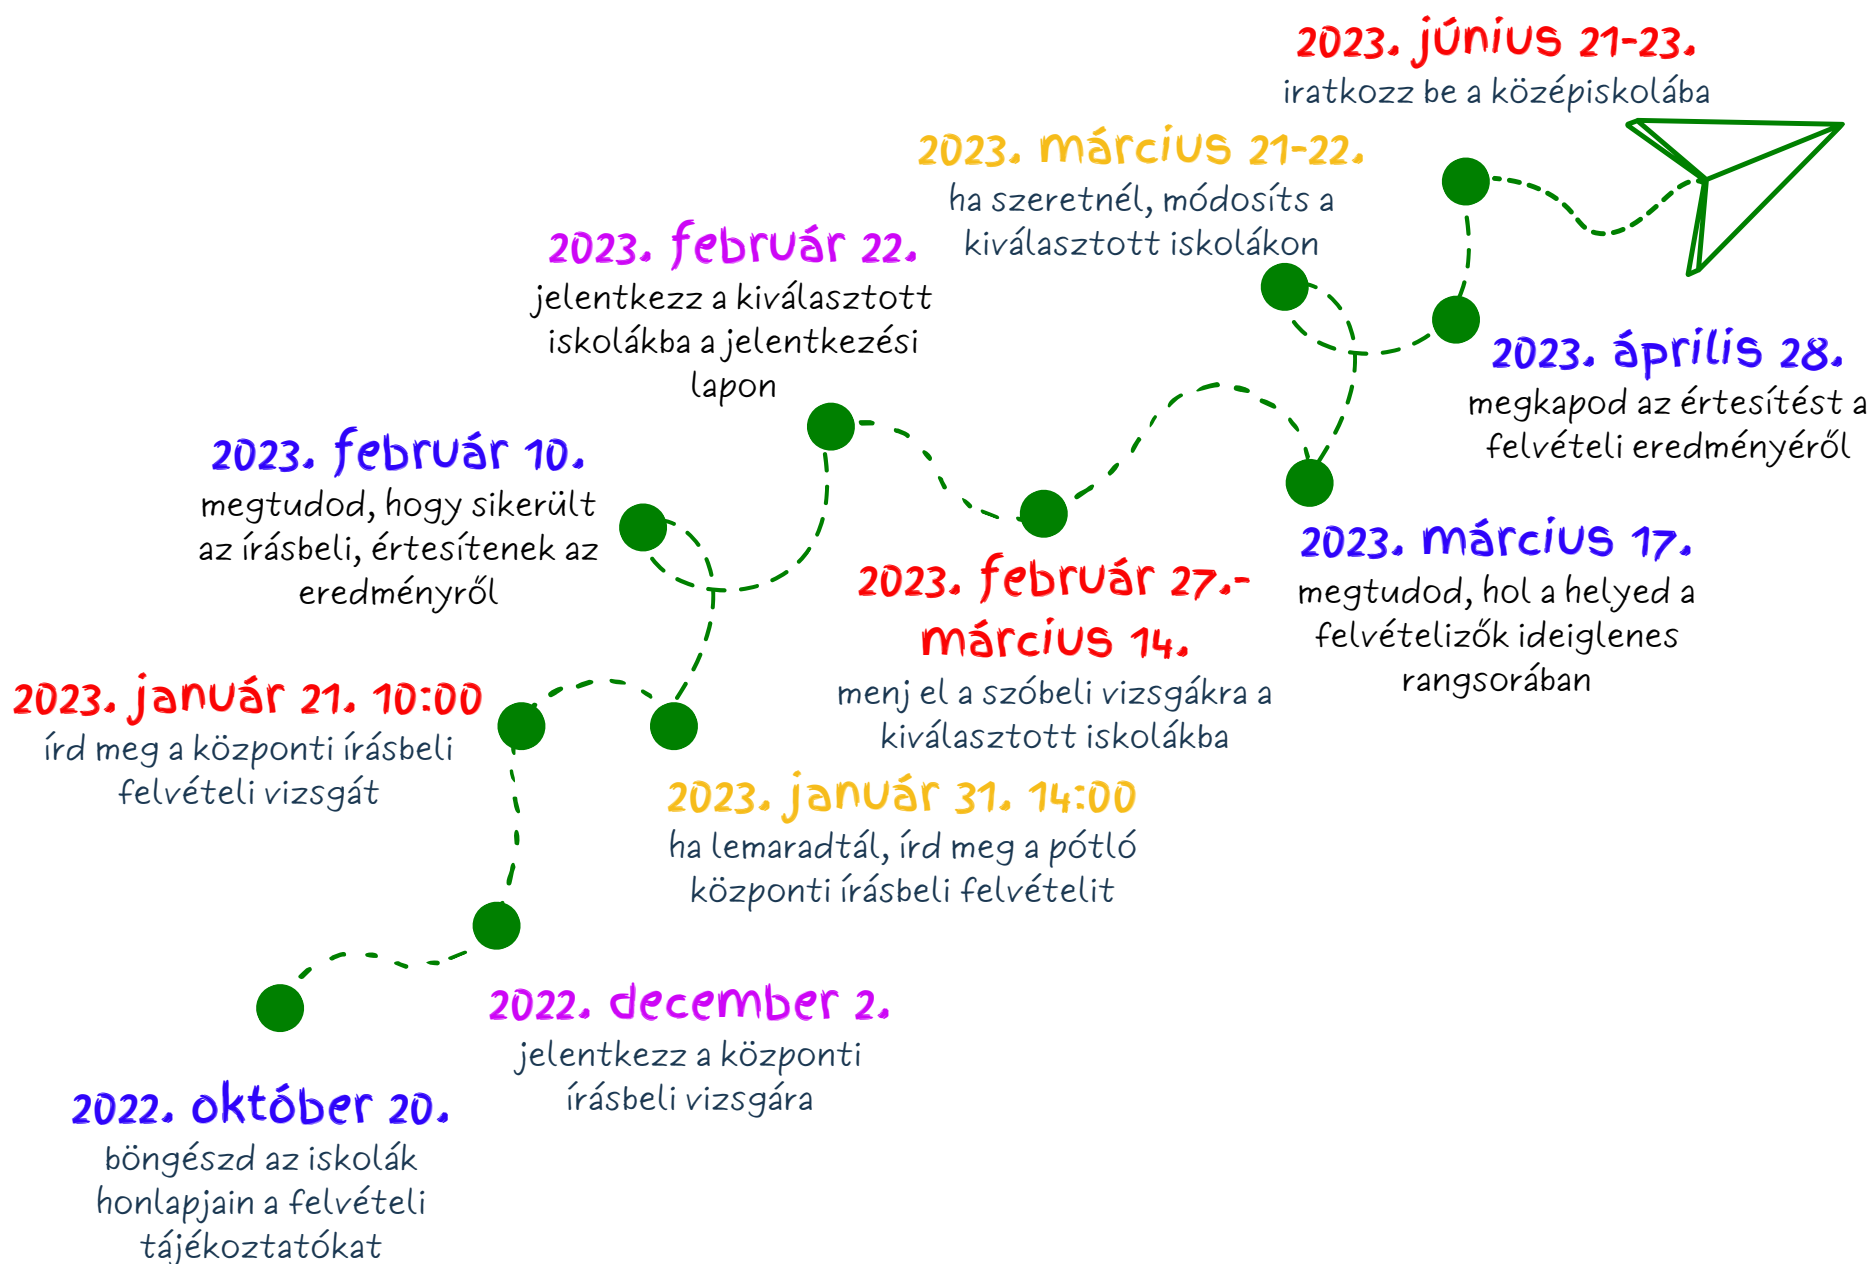 2023. június 21-23.
iratkozz be a középiskolába
2023. március 21-22.
ha szeretnél, módosíts a
kiválasztott iskolákon
2023. február 22.
jelentkezz a kiválasztott
iskolákba a jelentkezési
lapon
2023. április 28.
megkapod az értesítést a
felvételi eredményéről
2023. február 10.
megtudod, hogy sikerült
az írásbeli, értesítenek az
eredményről
2023. március 17.
megtudod, hol a helyed a
felvételizők ideiglenes
rangsorában
2023. február 27.-
március 14.
menj el a szóbeli vizsgákra a
kiválasztott iskolákba
2023. január 21. 10:00
írd meg a központi írásbeli
felvételi vizsgát
2023. január 31. 14:00
ha lemaradtál, írd meg a pótló
központi írásbeli felvételit
2022. december 2.
jelentkezz a központi
írásbeli vizsgára
2022. október 20.
böngészd az iskolák
honlapjain a felvételi
tájékoztatókat